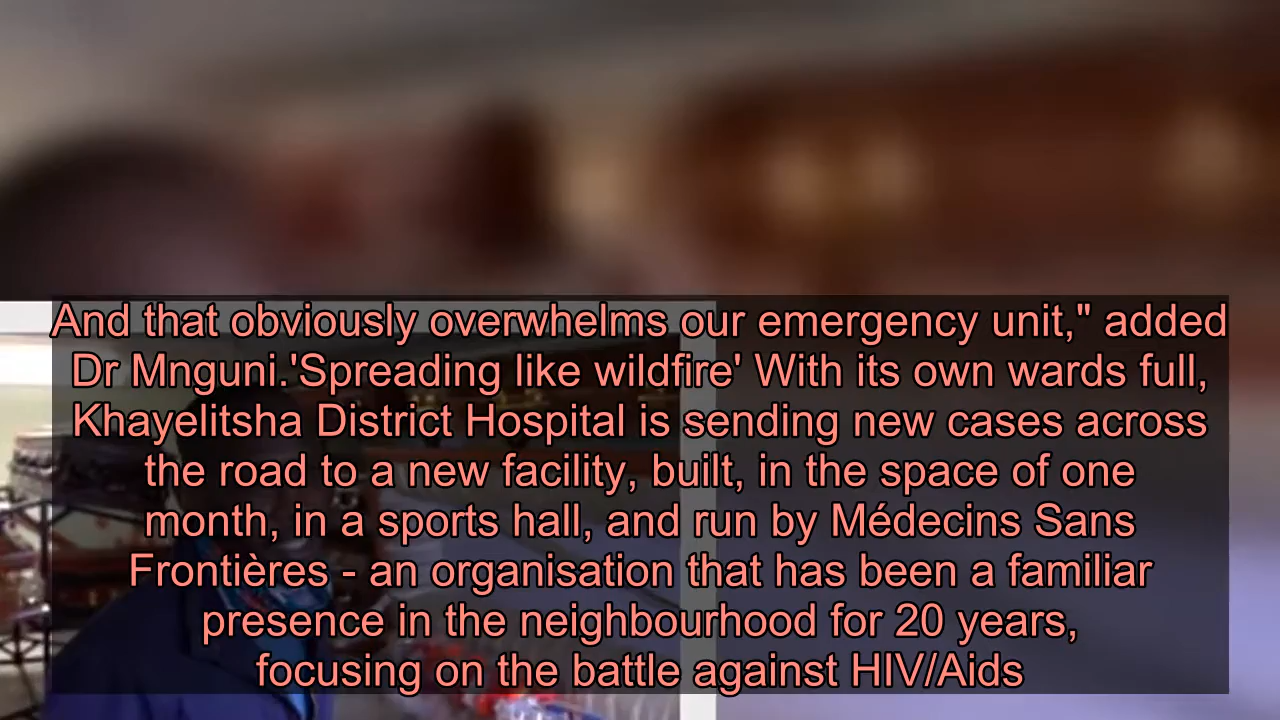 And that obviously overwhelms our emergency unit," added
Dr Mnguni.'Spreading like wildfire' With its own wards full,
Khayelitsha District Hospital is sending new cases across
the road to a new facility, built, in the space of one
month, in a sports hall, and run by Médecins Sans
Frontières - an organisation that has been a familiar
presence in the neighbourhood for 20 years,
focusing on the battle against HIV/Aids